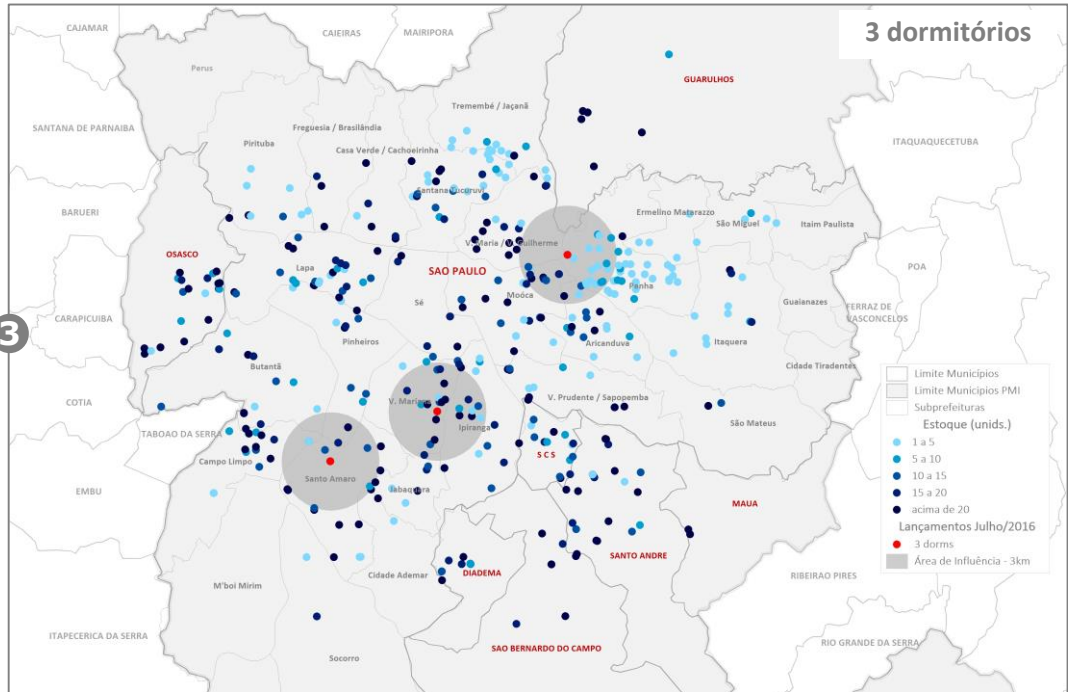 3 dormitórios
CAJAMAR
CAIEIRAS
MAIRIPORA
Perus
GUARULHOS
Tremembé / Jaçanã
SANTANA DE PARNAIBA
Freguesia / Brasilândia
Pirituba
Casa Verde / Cachoeirinha
ITAQUAQUECETUBA
Santana/Tucuruvi
BARUERI
Ermelino Matarazzo
São Miguel
Itaim Paulista
V. Maria / V. Guilherme
OSASCO
Lapa
SAO PAULO
POA
Penha
Sé
Moóca
Guaianazes
FERRAZ DE
VASCONCELOS
CARAPICUIBA
3
Pinheiros
Aricanduva
Itaquera
Butantã
Cidade Tiradentes
COTIA
V. Mariana
V. Prudente / Sapopemba
TABOAO DA SERRA
Ipiranga
São Mateus
S C S
Campo Limpo
Santo Amaro
Jabaquara
EMBU
MAUA
SANTO ANDRE
DIADEMA
Cidade Ademar
M'boi Mirim
RIBEIRAO PIRES
ITAPECERICA DA SERRA
SAO BERNARDO DO CAMPO
RIO GRANDE DA SERRA
Socorro
Limite Municípios
Limite Municípios PMI
Subprefeituras
Estoque (unids.)
1 a 5
5 a 10
10 a 15
15 a 20
acima de 20
Lançamentos Julho/2016
3 dorms
Área de Influência - 3km